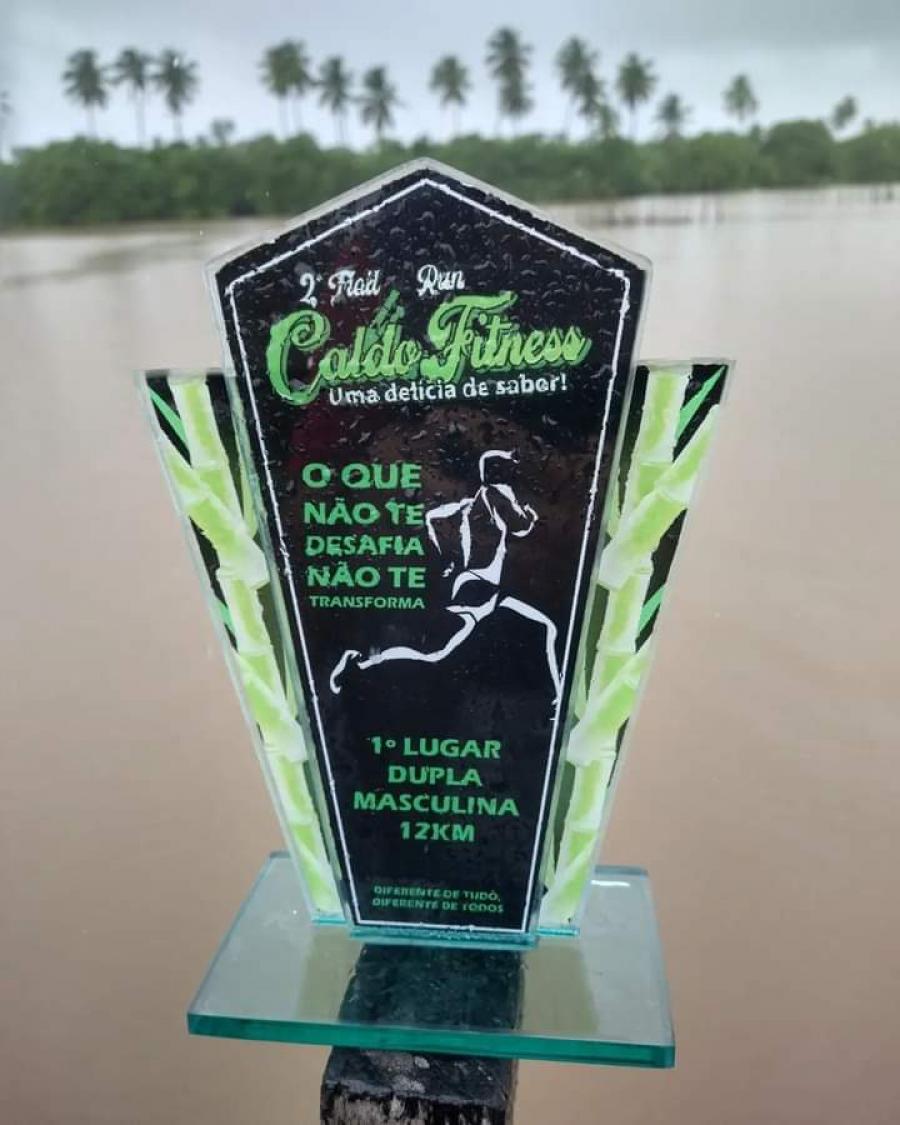 2ª Mad Run
Caldo Fitness
Uma delícia de sabor!
O QUE
NÃO TE
DESAFIA
NÃO TE
TRANSFORMA
1º LUGAR
DUPLA
MASCULINA
12KM
DIFERENTE DE TUDO,
DIFERENTE DE TODOS